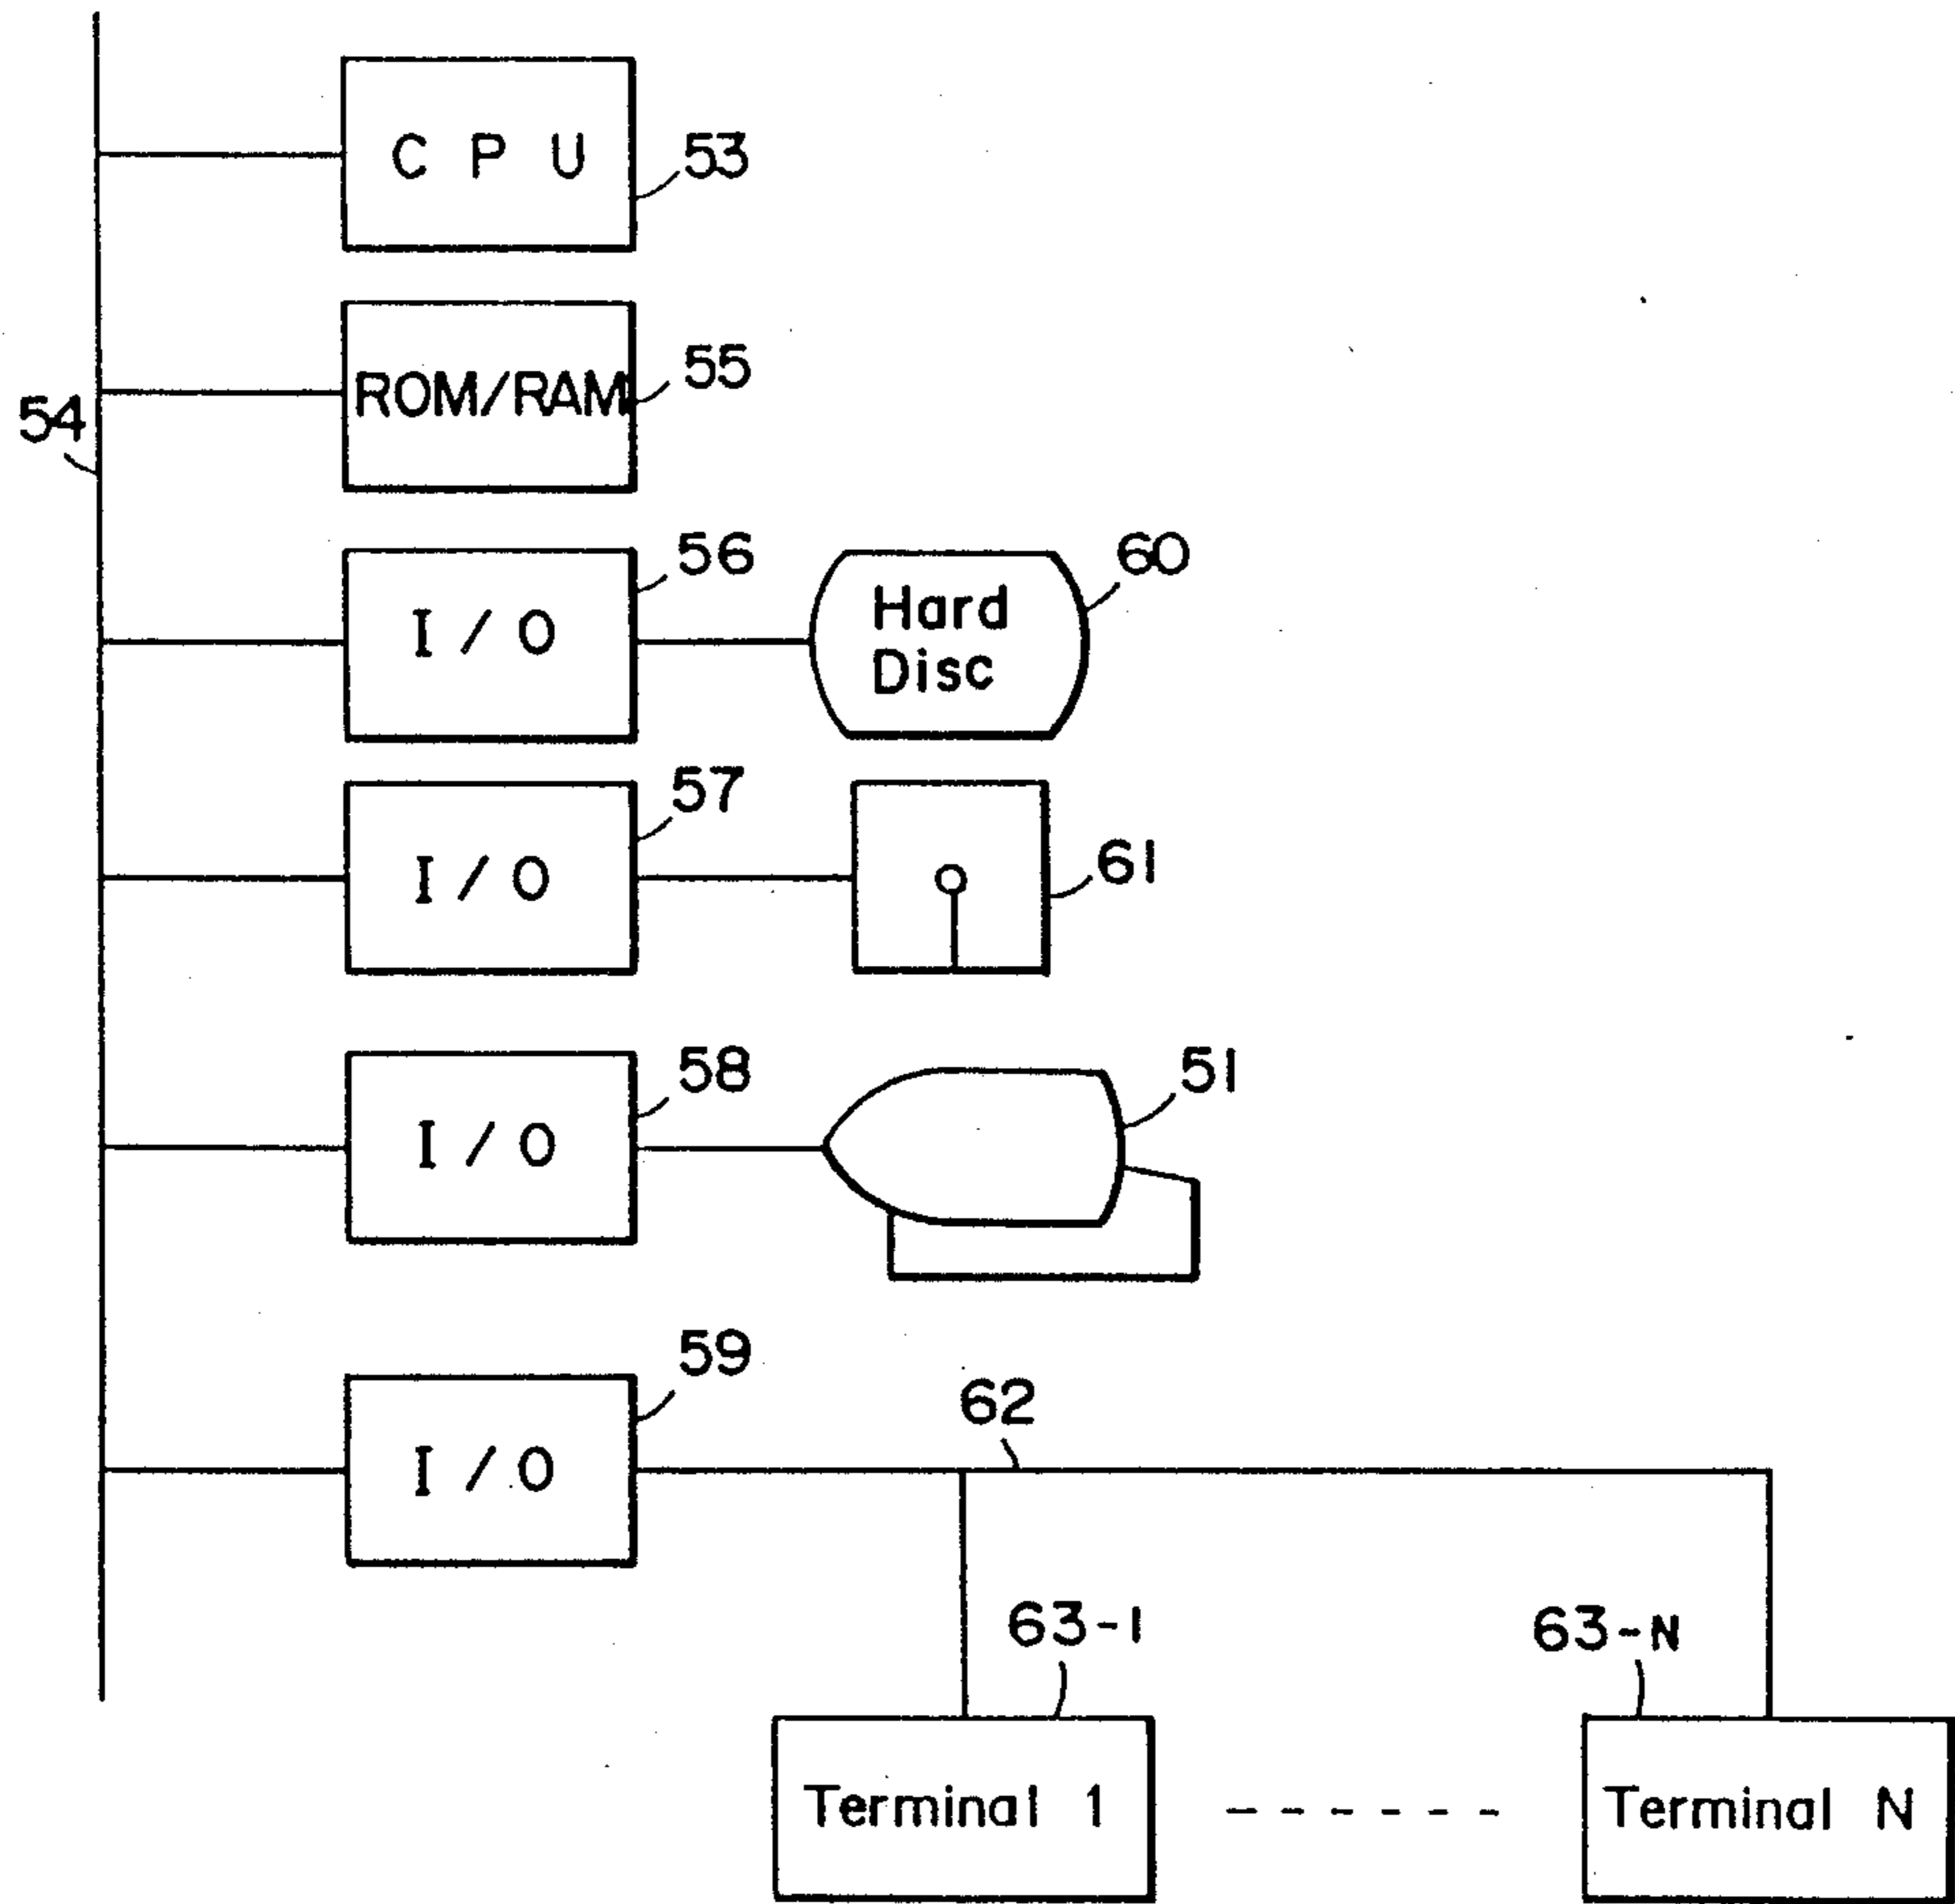 C P U
53
ROM/RAM
55
54
I/O
56
Hard
Disc
60
I/O
57
61
I/O
58
51
I/O
59
62
63-1
63-N
Terminal 1
Terminal N